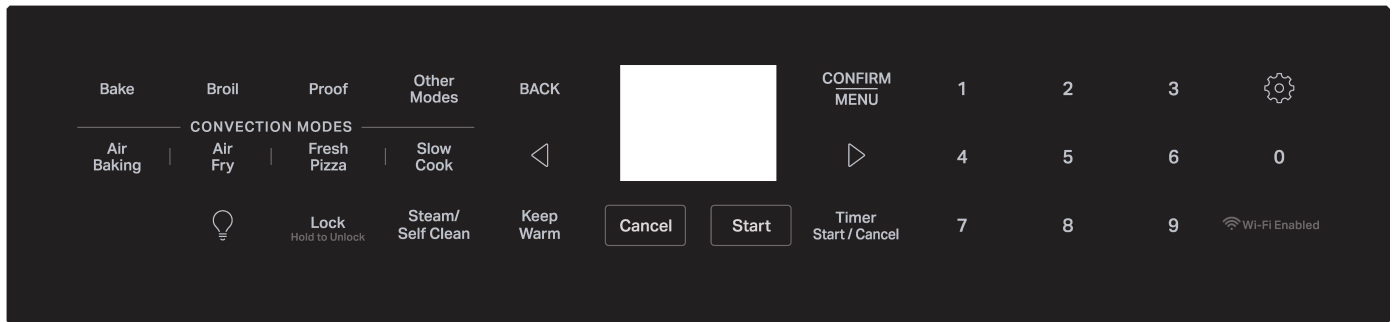 Bake
Broil
Proof
Other
Modes
BACK
CONFIRM
MENU
1
2
3
CONVECTION MODES
Air
Baking
Air
Fry
Fresh
Pizza
Slow
Cook
4
5
6
0
Lock
Hold to Unlock
Steam/
Self Clean
Keep
Warm
Cancel
Start
Timer
Start / Cancel
7
8
9
Wi-Fi Enabled